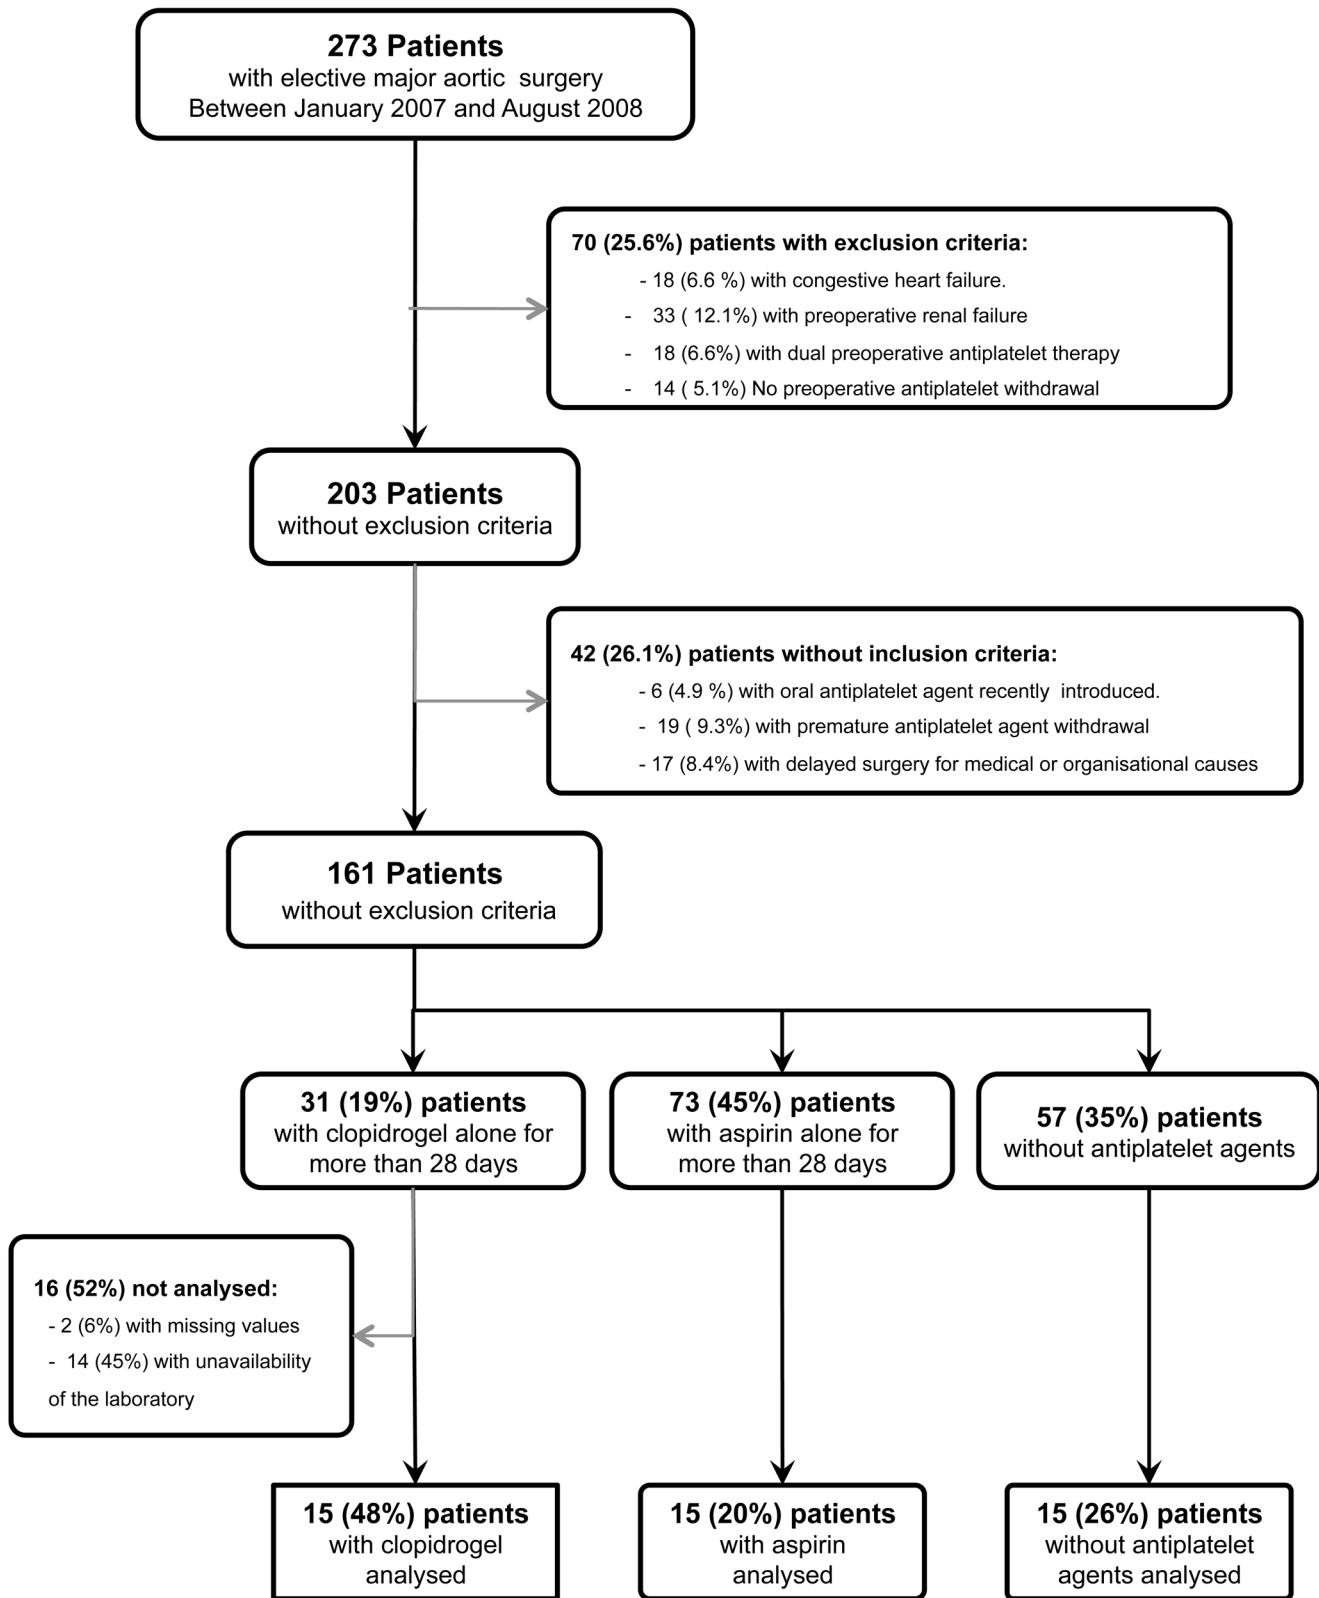 273 Patients
with elective major aortic surgery
Between January 2007 and August 2008
70 (25.6%) patients with exclusion criteria:
- 18 (6.6 %) with congestive heart failure.
- 33 ( 12.1%) with preoperative renal failure
- 18 (6.6%) with dual preoperative antiplatelet therapy
- 14 ( 5.1%) No preoperative antiplatelet withdrawal
203 Patients
without exclusion criteria
42 (26.1%) patients without inclusion criteria:
- 6 (4.9 %) with oral antiplatelet agent recently introduced.
- 19 ( 9.3%) with premature antiplatelet agent withdrawal
- 17 (8.4%) with delayed surgery for medical or organisational causes
161 Patients
without exclusion criteria
31 (19%) patients
with clopidrogel alone for
more than 28 days
73 (45%) patients
with aspirin alone for
more than 28 days
57 (35%) patients
without antiplatelet agents
16 (52%) not analysed:
- 2 (6%) with missing values
- 14 (45%) with unavailability
of the laboratory
15 (48%) patients
with clopidrogel
analysed
15 (20%) patients
with aspirin
analysed
15 (26%) patients
without antiplatelet
agents analysed